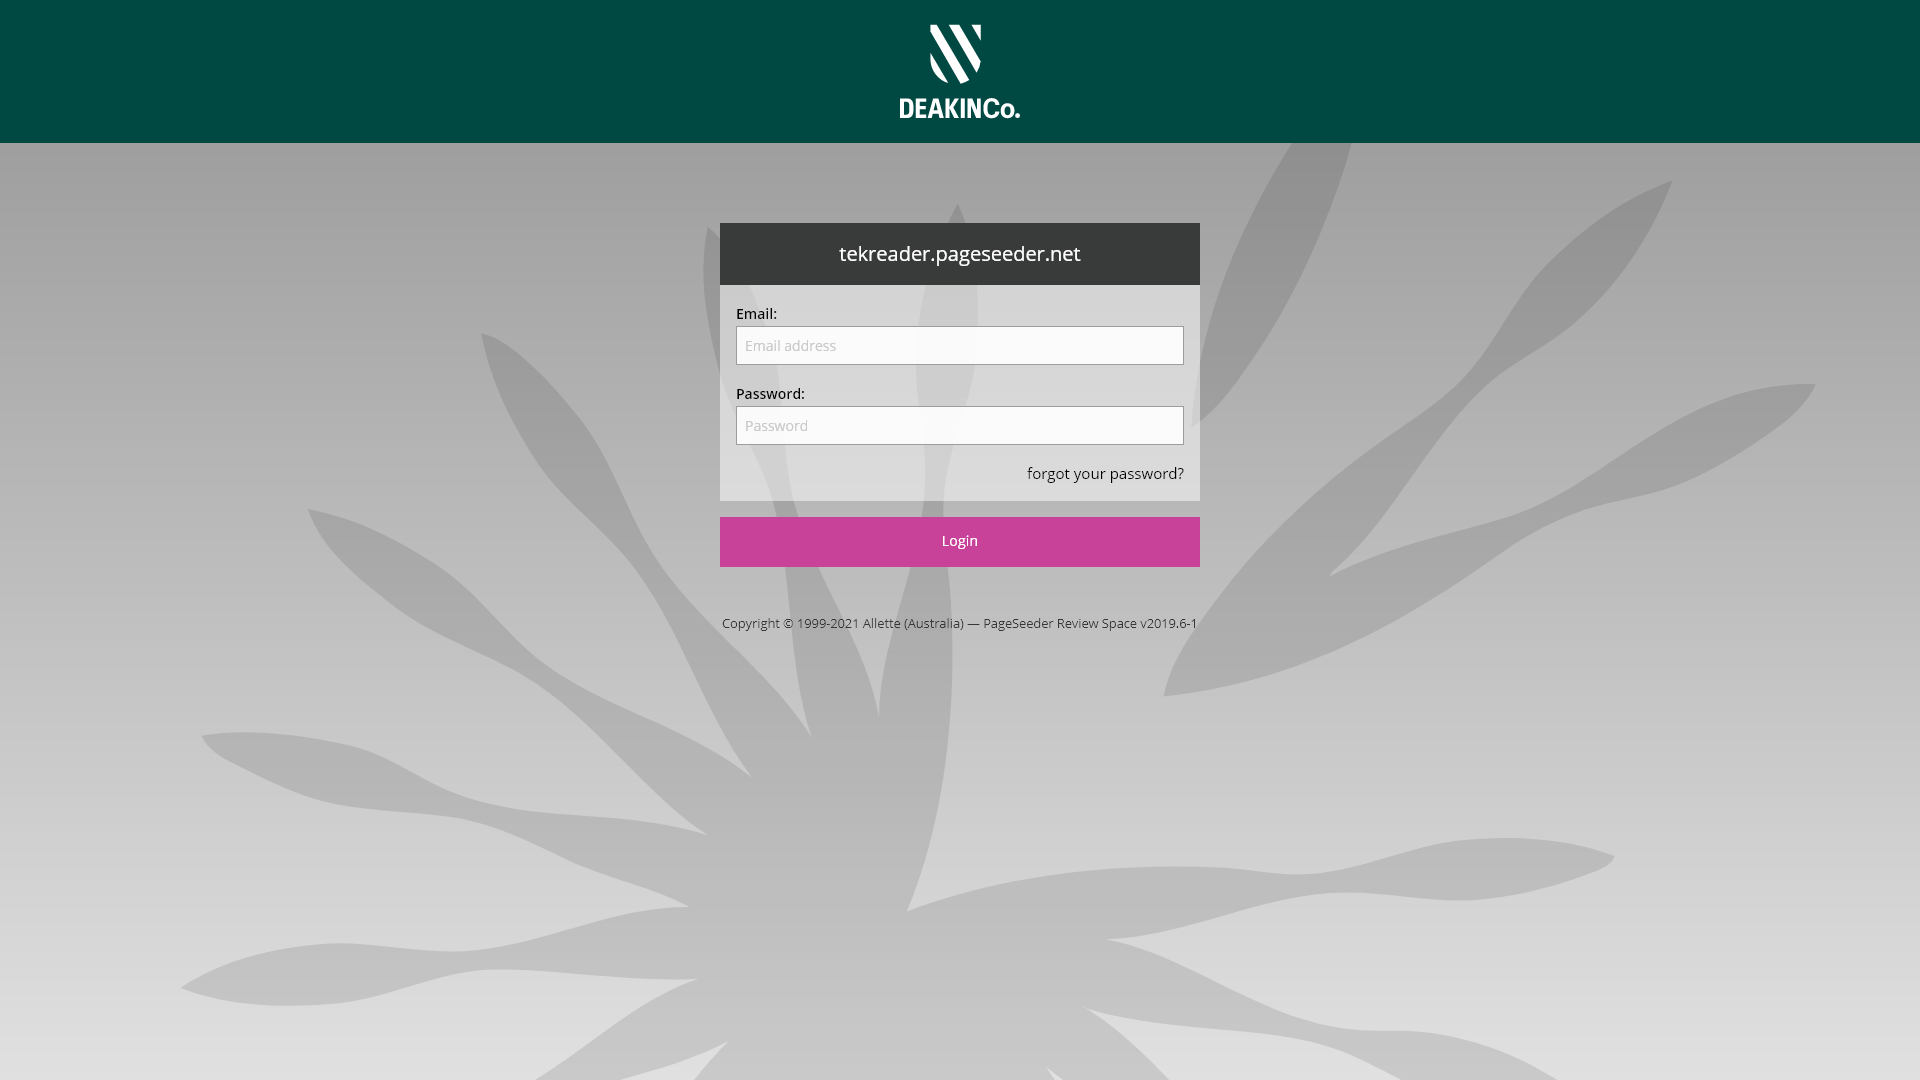 DEAKINCo.
tekreader.pageseeder.net
Email:
Email address
Password:
Password
forgot your password?
Login
Copyright © 1999-2021 Allette (Australia) — PageSeeder Review Space v2019.6-1